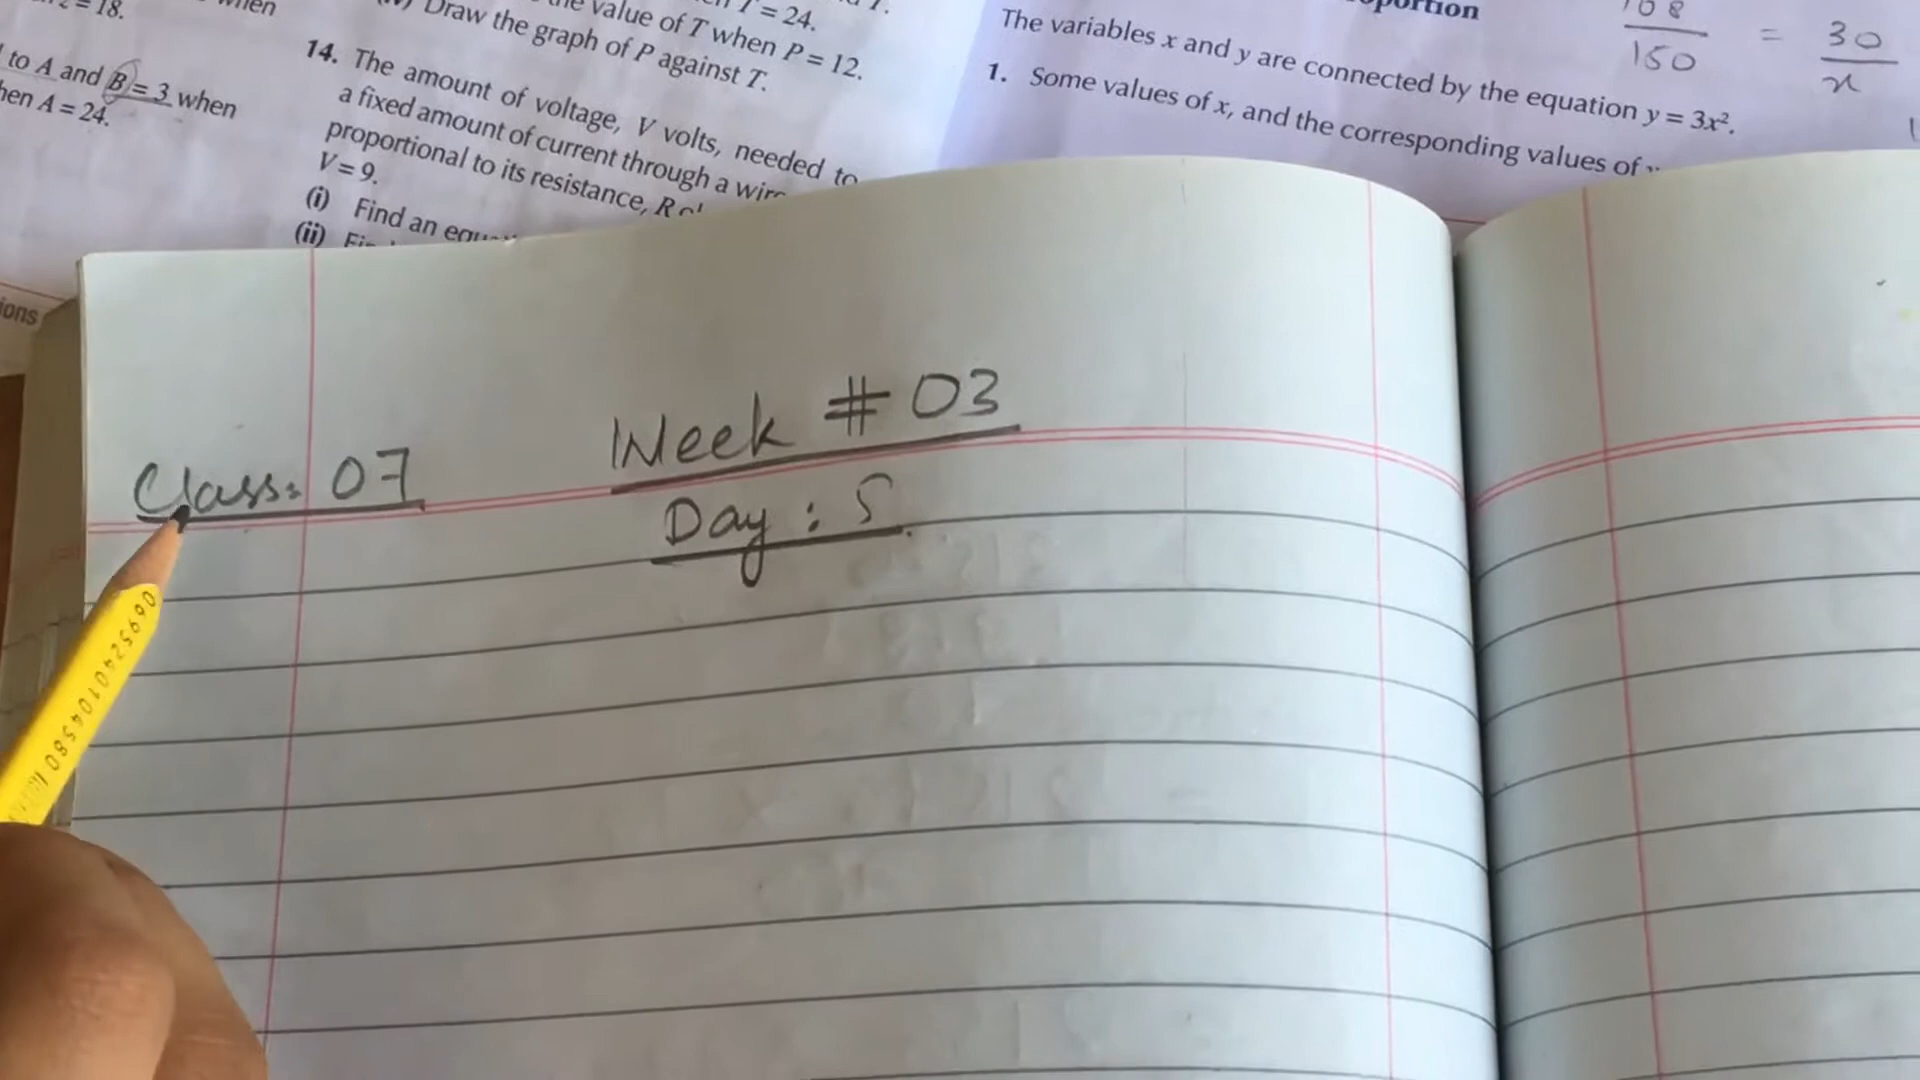 = 18.
when
to A and B = 3 when
hen A = 24.
ions
T = 24.
the value of T when P = 12.
Draw the graph of P against T.
14. The amount of voltage, V volts, needed to
a fixed amount of current through a wire
proportional to its resistance, R
V = 9.
(i) Find an
(ii)
The variables x and y are connected by the equation y = 3x².
1. Some values of x, and the corresponding values of
108/150 = 30/x
Class: 07
Week # 03
Day : 5.
0695240104580